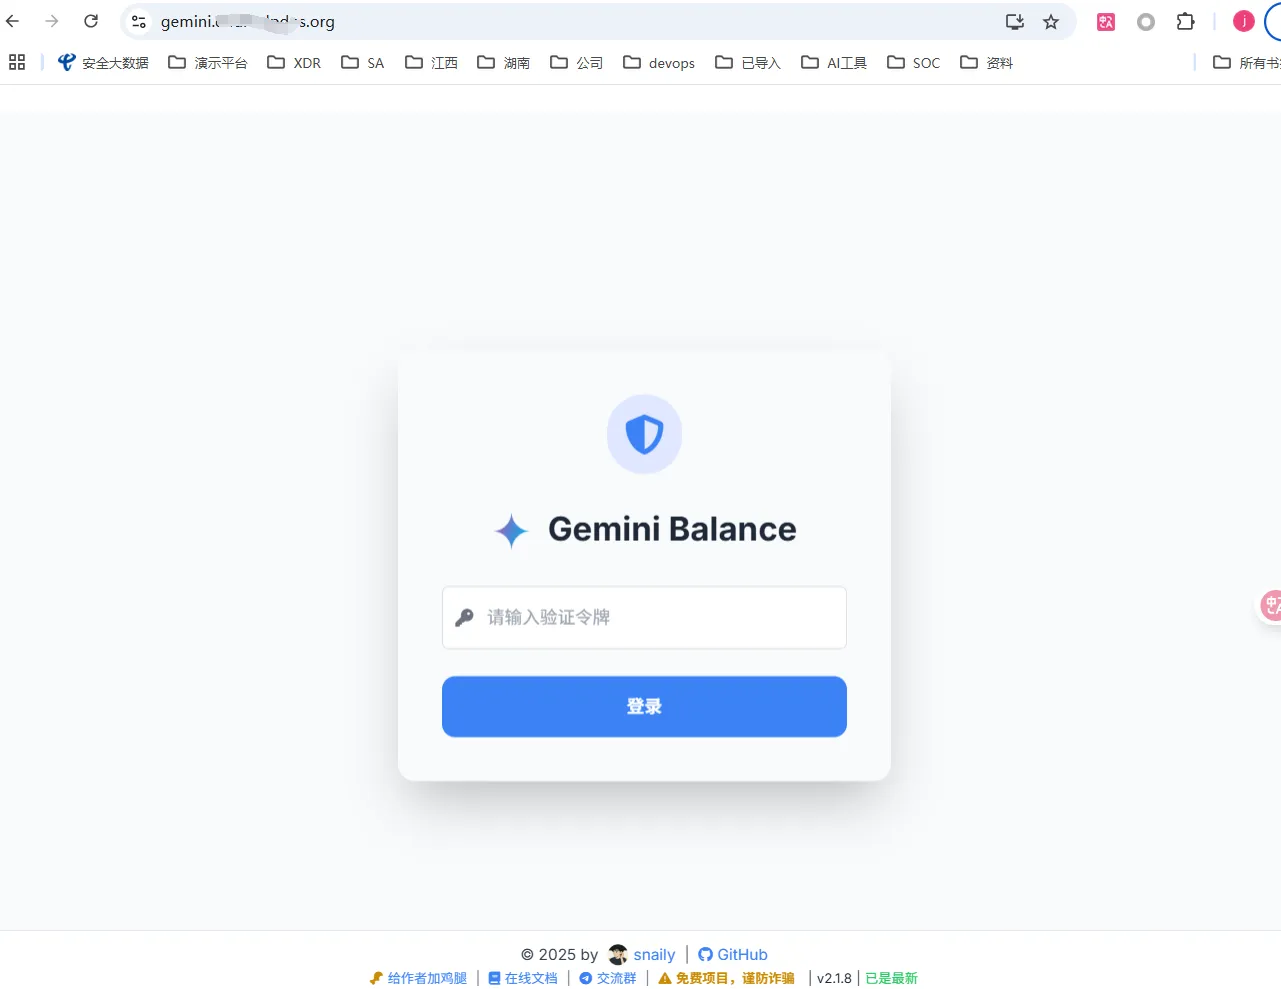 gemini.
s.org
安全大数据 演示平台 XDR SA 江西 湖南 公司 devops 已导入 AI工具 SOC 资料 所有书
j
Gemini Balance
请输入验证令牌
登录
© 2025 by snaily | GitHub
给作者加鸡腿 | 在线文档 | 交流群 | 免费项目，谨防诈骗 | v2.1.8 | 已是最新